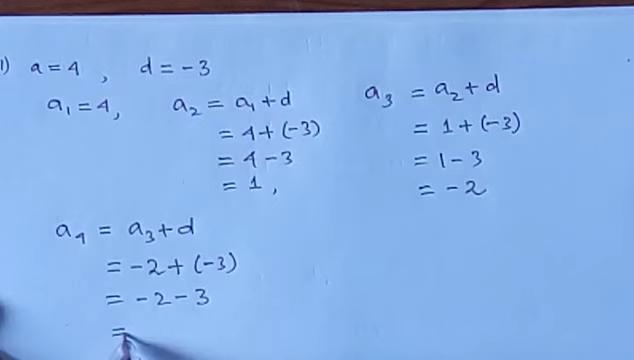 1) a = 4 , d = -3
a₁ = 4, a₂ = a₁ + d
= 4 + (-3)
= 4 - 3
= 1 ,
a₃ = a₂ + d
= 1 + (-3)
= 1 - 3
= -2
a₄ = a₃ + d
= -2 + (-3)
= -2 - 3
=